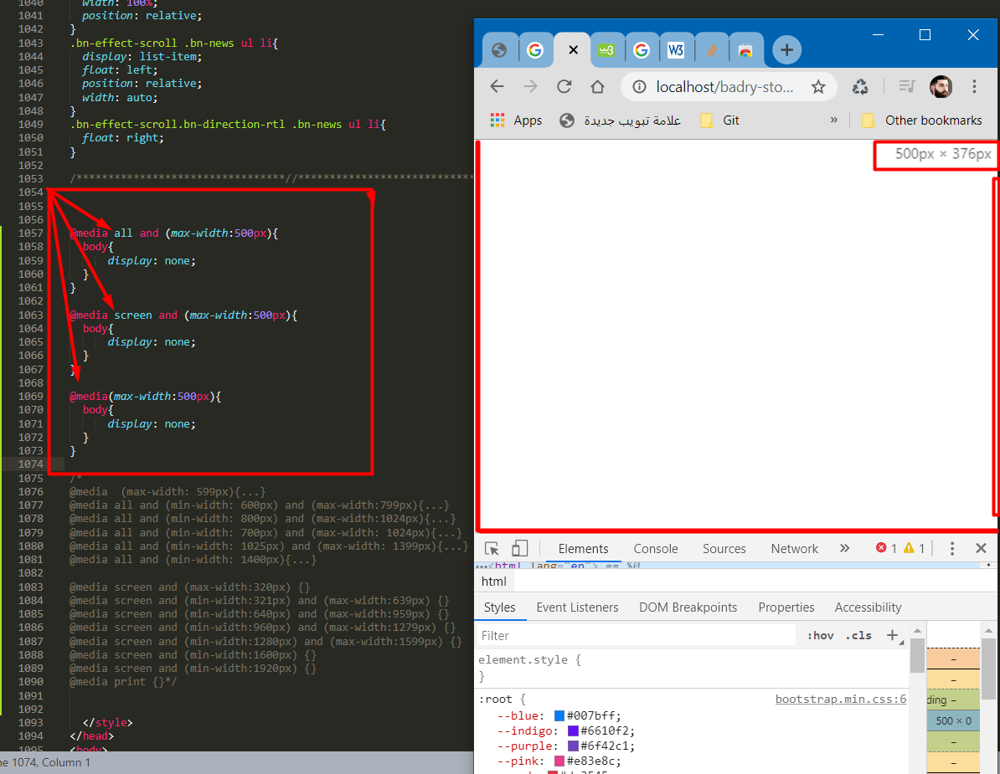 1040 width: 100%;
1041 position: relative;
1042 }
1043 .bn-effect-scroll .bn-news ul li{
1044 display: list-item;
1045 float: left;
1046 position: relative;
1047 width: auto;
1048 }
1049 .bn-effect-scroll.bn-direction-rtl .bn-news ul li{
1050 float: right;
1051 }
1052
1053 /*********************************//****************************
1054
1055
1056
1057 @media all and (max-width:500px){
1058 body{
1059 display: none;
1060 }
1061 }
1062
1063 @media screen and (max-width:500px){
1064 body{
1065 display: none;
1066 }
1067 }
1068
1069 @media(max-width:500px){
1070 body{
1071 display: none;
1072 }
1073 }
1074
1075 /*
1076 @media  (max-width: 599px){...}
1077 @media all and (min-width: 600px) and (max-width:799px){...}
1078 @media all and (min-width: 800px) and (max-width:1024px){...}
1079 @media all and (min-width: 700px) and (max-width: 1024px){...}
1080 @media all and (min-width: 1025px) and (max-width: 1399px){...}
1081 @media all and (min-width: 1400px){...}
1082
1083 @media screen and (max-width:320px) {}
1084 @media screen and (min-width:321px) and (max-width:639px) {}
1085 @media screen and (min-width:640px) and (max-width:959px) {}
1086 @media screen and (min-width:960px) and (max-width:1279px) {}
1087 @media screen and (min-width:1280px) and (max-width:1599px) {}
1088 @media screen and (min-width:1600px) {}
1089 @media screen and (min-width:1920px) {}
1090 @media print {}*/
1091
1092
1093 </style>
1094 </head>
1095 <body>
ne 1074, Column 1
W3
localhost/badry-sto...
Apps علامة تبويب جديدة Git » Other bookmarks
500px × 376px
Elements Console Sources Network » 1 1
...<html lang="en"> == $0
html
Styles Event Listeners DOM Breakpoints Properties Accessibility
Filter :hov .cls +
element.style {
}
:root { bootstrap.min.css:6
--blue: #007bff;
--indigo: #6610f2;
--purple: #6f42c1;
--pink: #e83e8c;
–
–
ding –
500 × 0
–
–